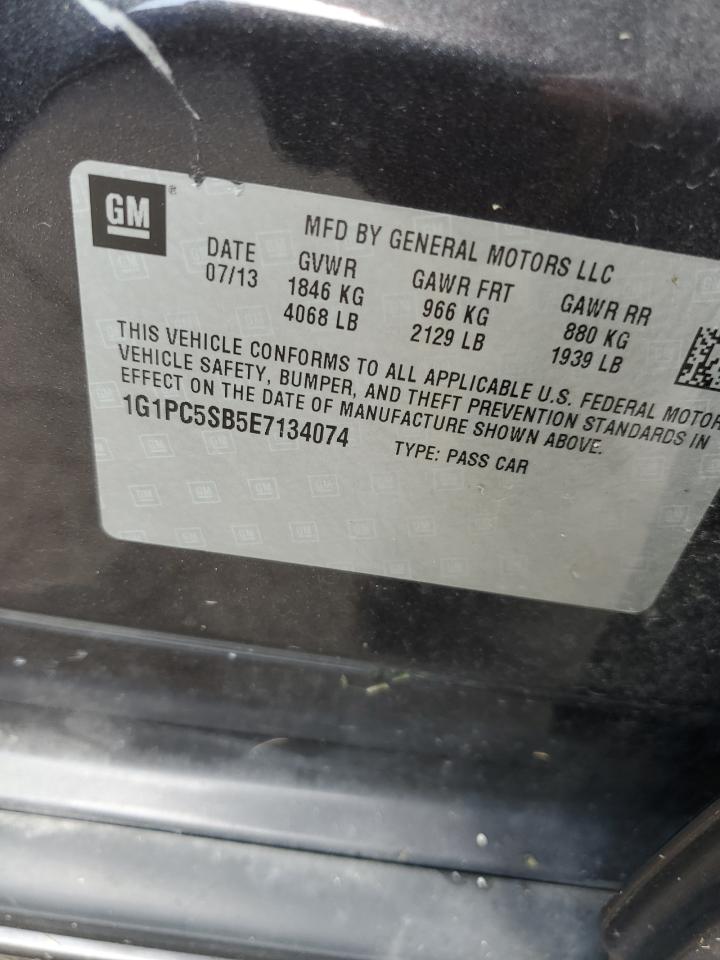 GM®
MFD BY GENERAL MOTORS LLC
DATE GVWR GAWR FRT GAWR RR
07/13 1846 KG 966 KG 880 KG
4068 LB 2129 LB 1939 LB
THIS VEHICLE CONFORMS TO ALL APPLICABLE U.S. FEDERAL MOTOR
VEHICLE SAFETY, BUMPER, AND THEFT PREVENTION STANDARDS IN
EFFECT ON THE DATE OF MANUFACTURE SHOWN ABOVE.
1G1PC5SB5E7134074 TYPE: PASS CAR